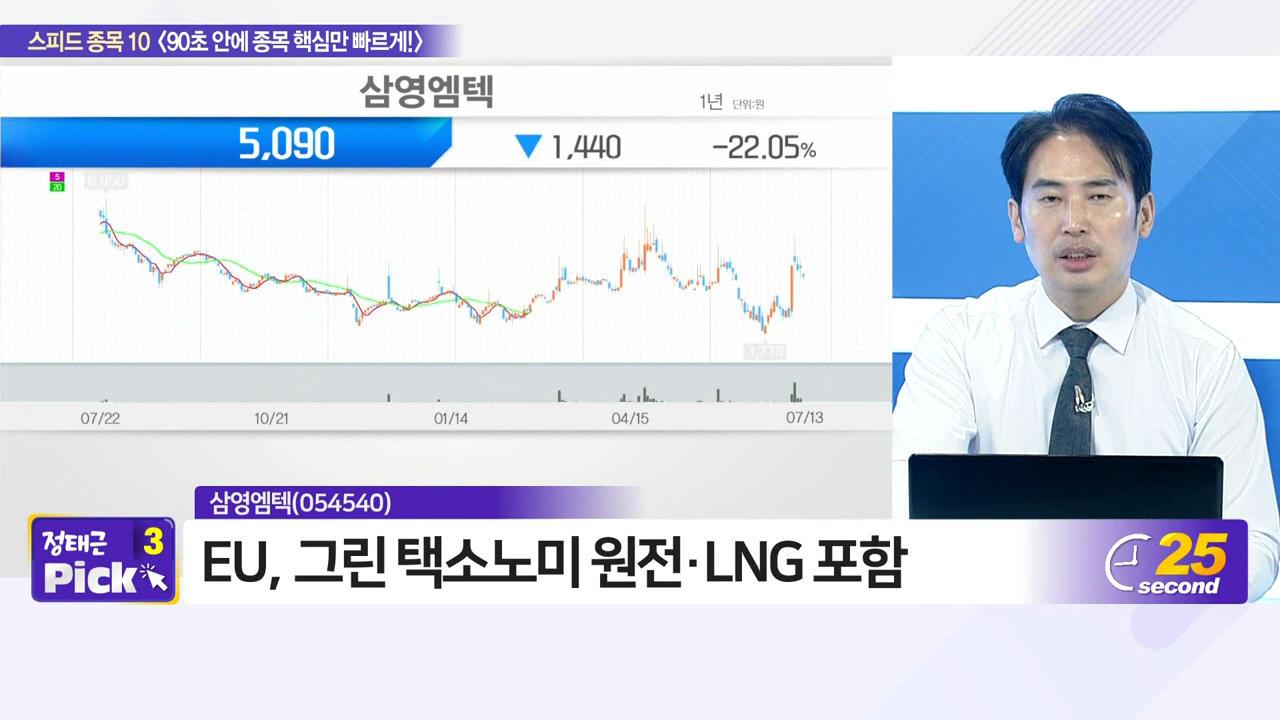 스피드 종목 10 <90초 안에 종목 핵심만 빠르게!>
삼영엠텍
1년 단위:원
5,090 ▼ 1,440 -22.05%
5
20
6,960
07/22 10/21 01/14 04/15 07/13
삼영엠텍(054540)
정태근 3
Pick
EU, 그린 택소노미 원전·LNG 포함
25
second